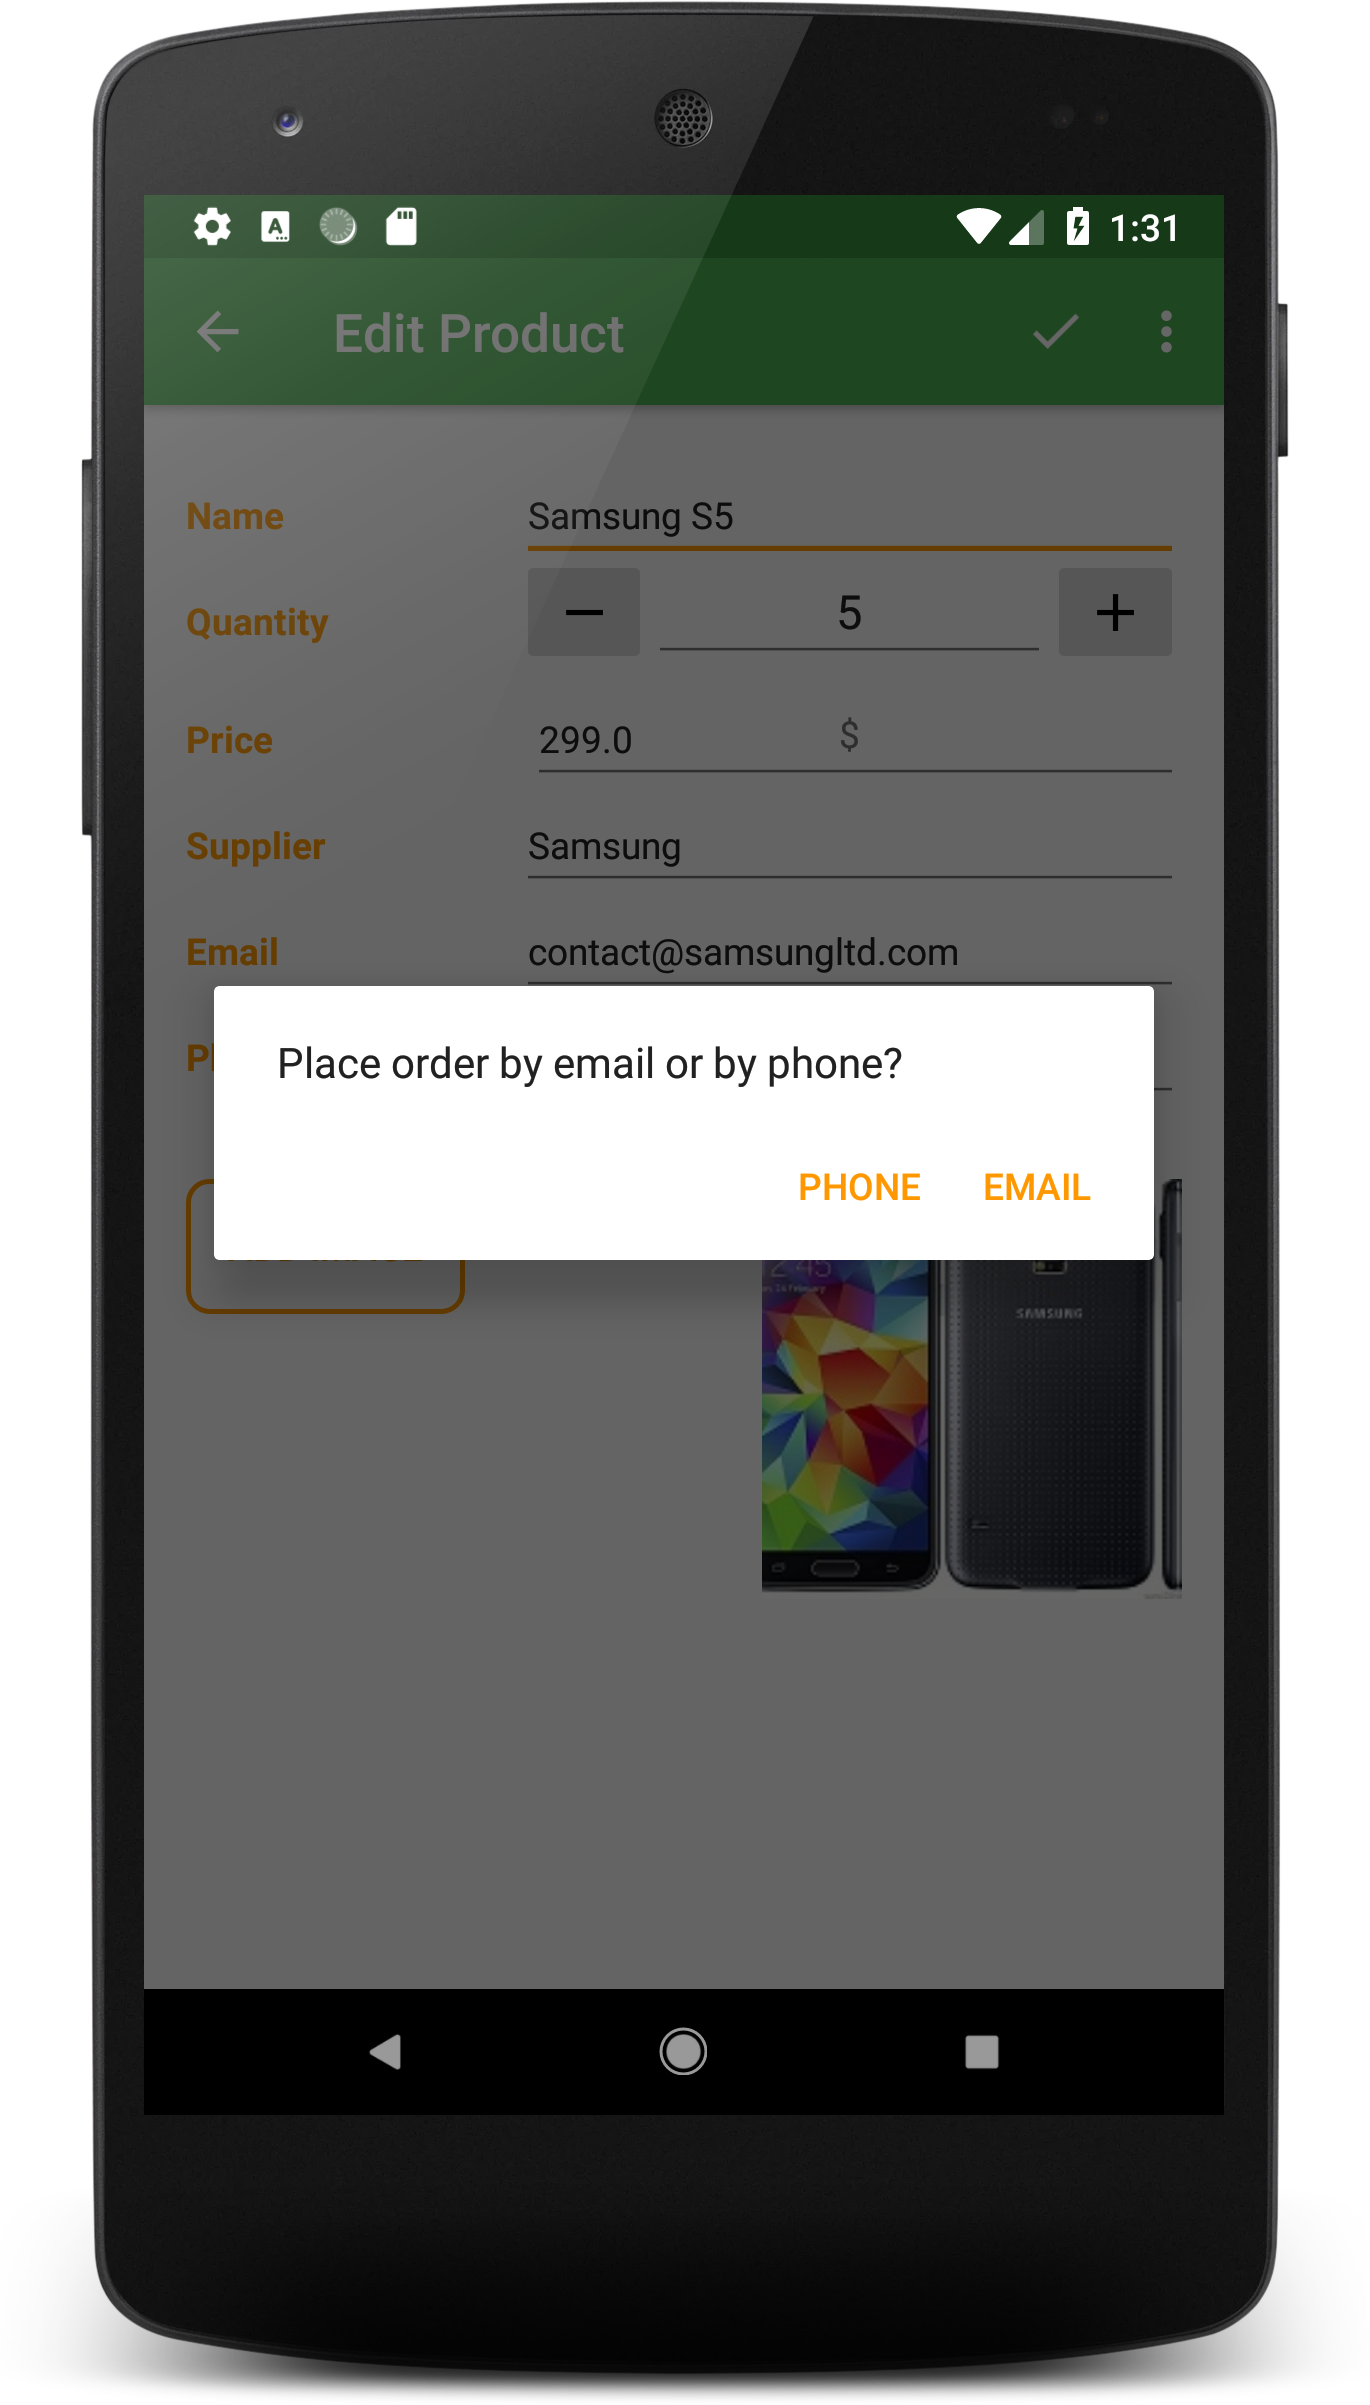 1:31
Edit Product
Name Samsung S5
Quantity 5
Price 299.0 $
Supplier Samsung
Email contact@samsungltd.com
Place order by email or by phone?
PHONE EMAIL
SAMSUNG